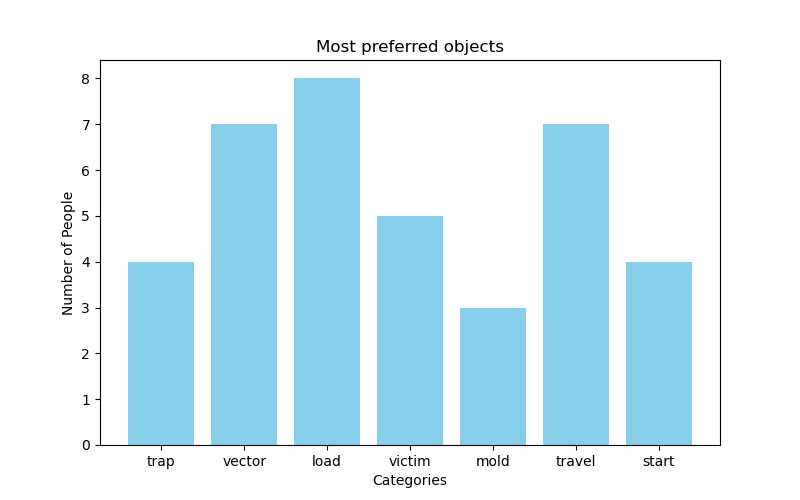 Most preferred objects
Number of People
8
7
6
5
4
3
2
1
0
trap vector load victim mold travel start
Categories